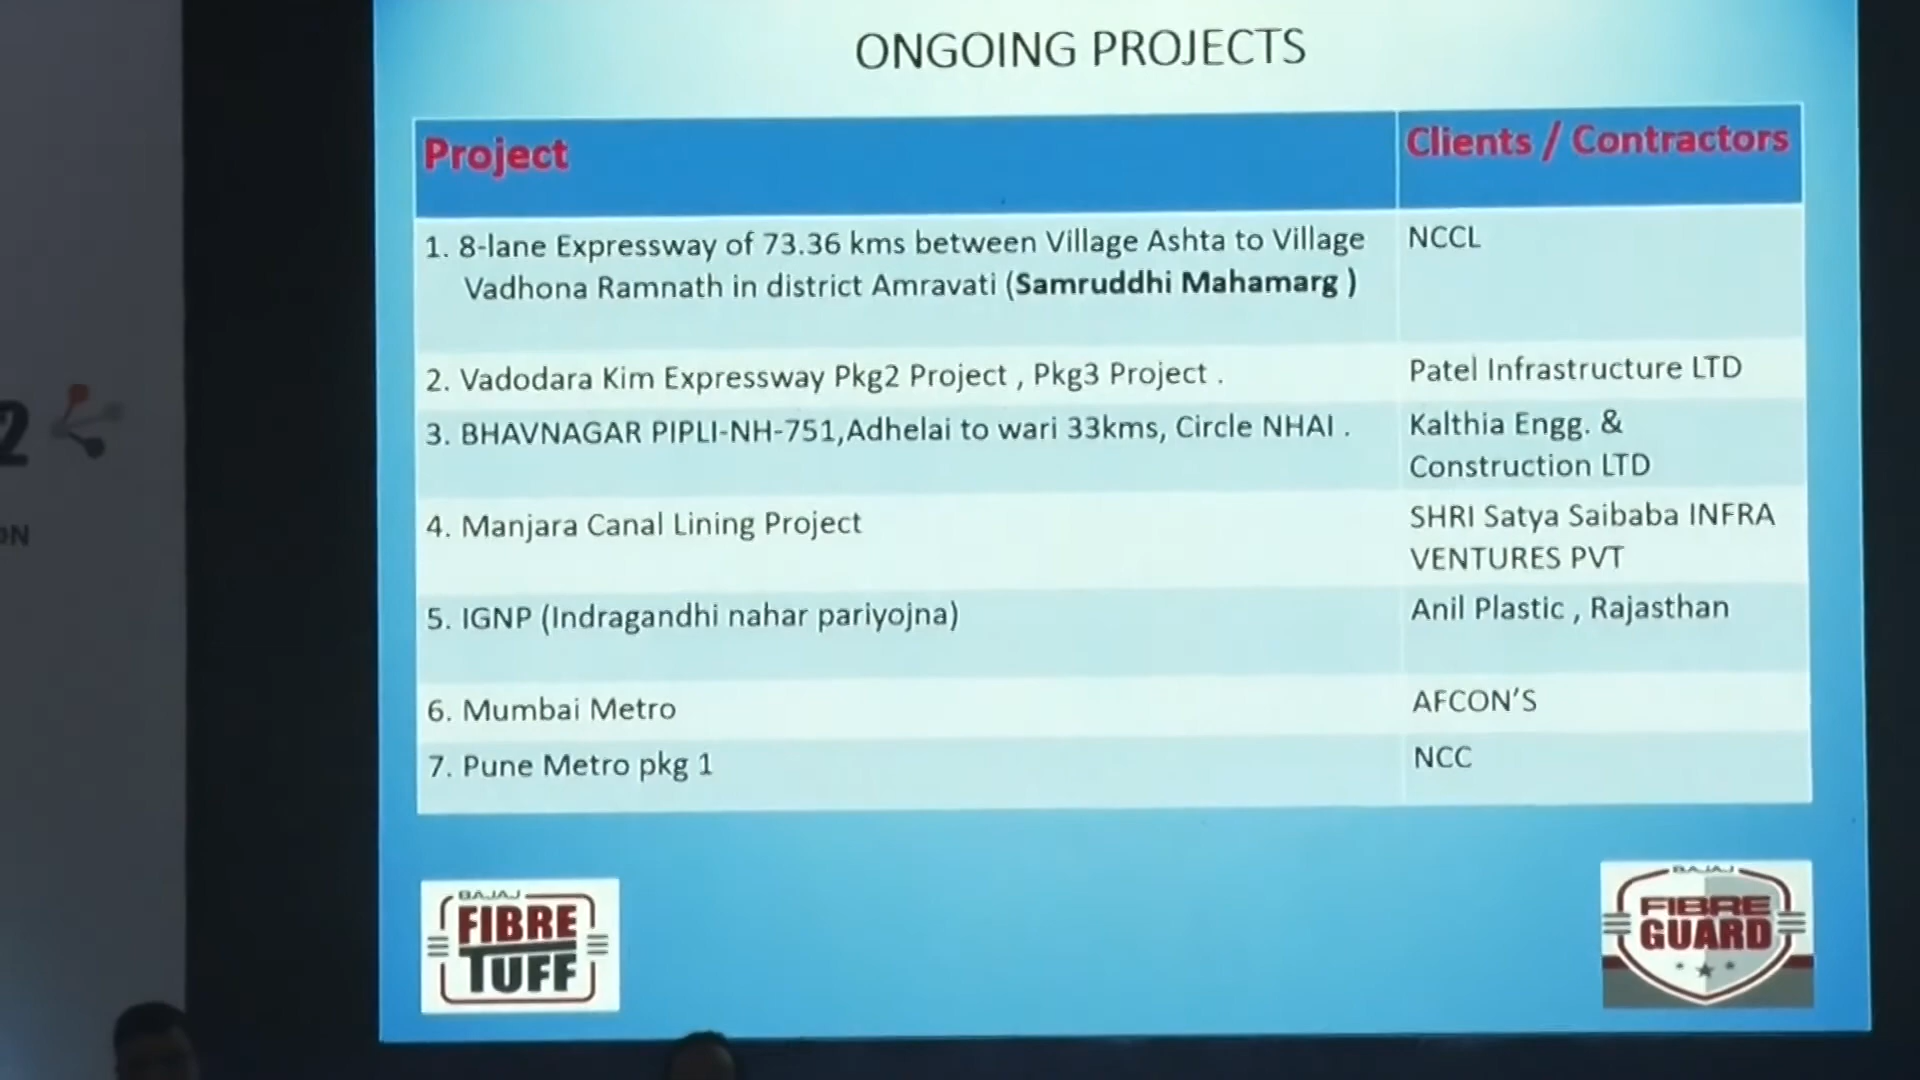 ONGOING PROJECTS
Project
Clients / Contractors
1. 8-lane Expressway of 73.36 kms between Village Ashta to Village
Vadhona Ramnath in district Amravati (Samruddhi Mahamarg )
NCCL
2. Vadodara Kim Expressway Pkg2 Project , Pkg3 Project .
Patel Infrastructure LTD
3. BHAVNAGAR PIPLI-NH-751,Adhelai to wari 33kms, Circle NHAI .
Kalthia Engg. &
Construction LTD
4. Manjara Canal Lining Project
SHRI Satya Saibaba INFRA
VENTURES PVT
5. IGNP (Indragandhi nahar pariyojna)
Anil Plastic , Rajasthan
6. Mumbai Metro
AFCON'S
7. Pune Metro pkg 1
NCC
BAJAJ
FIBRE
TUFF
BAJAJ
FIBRE
GUARD
2